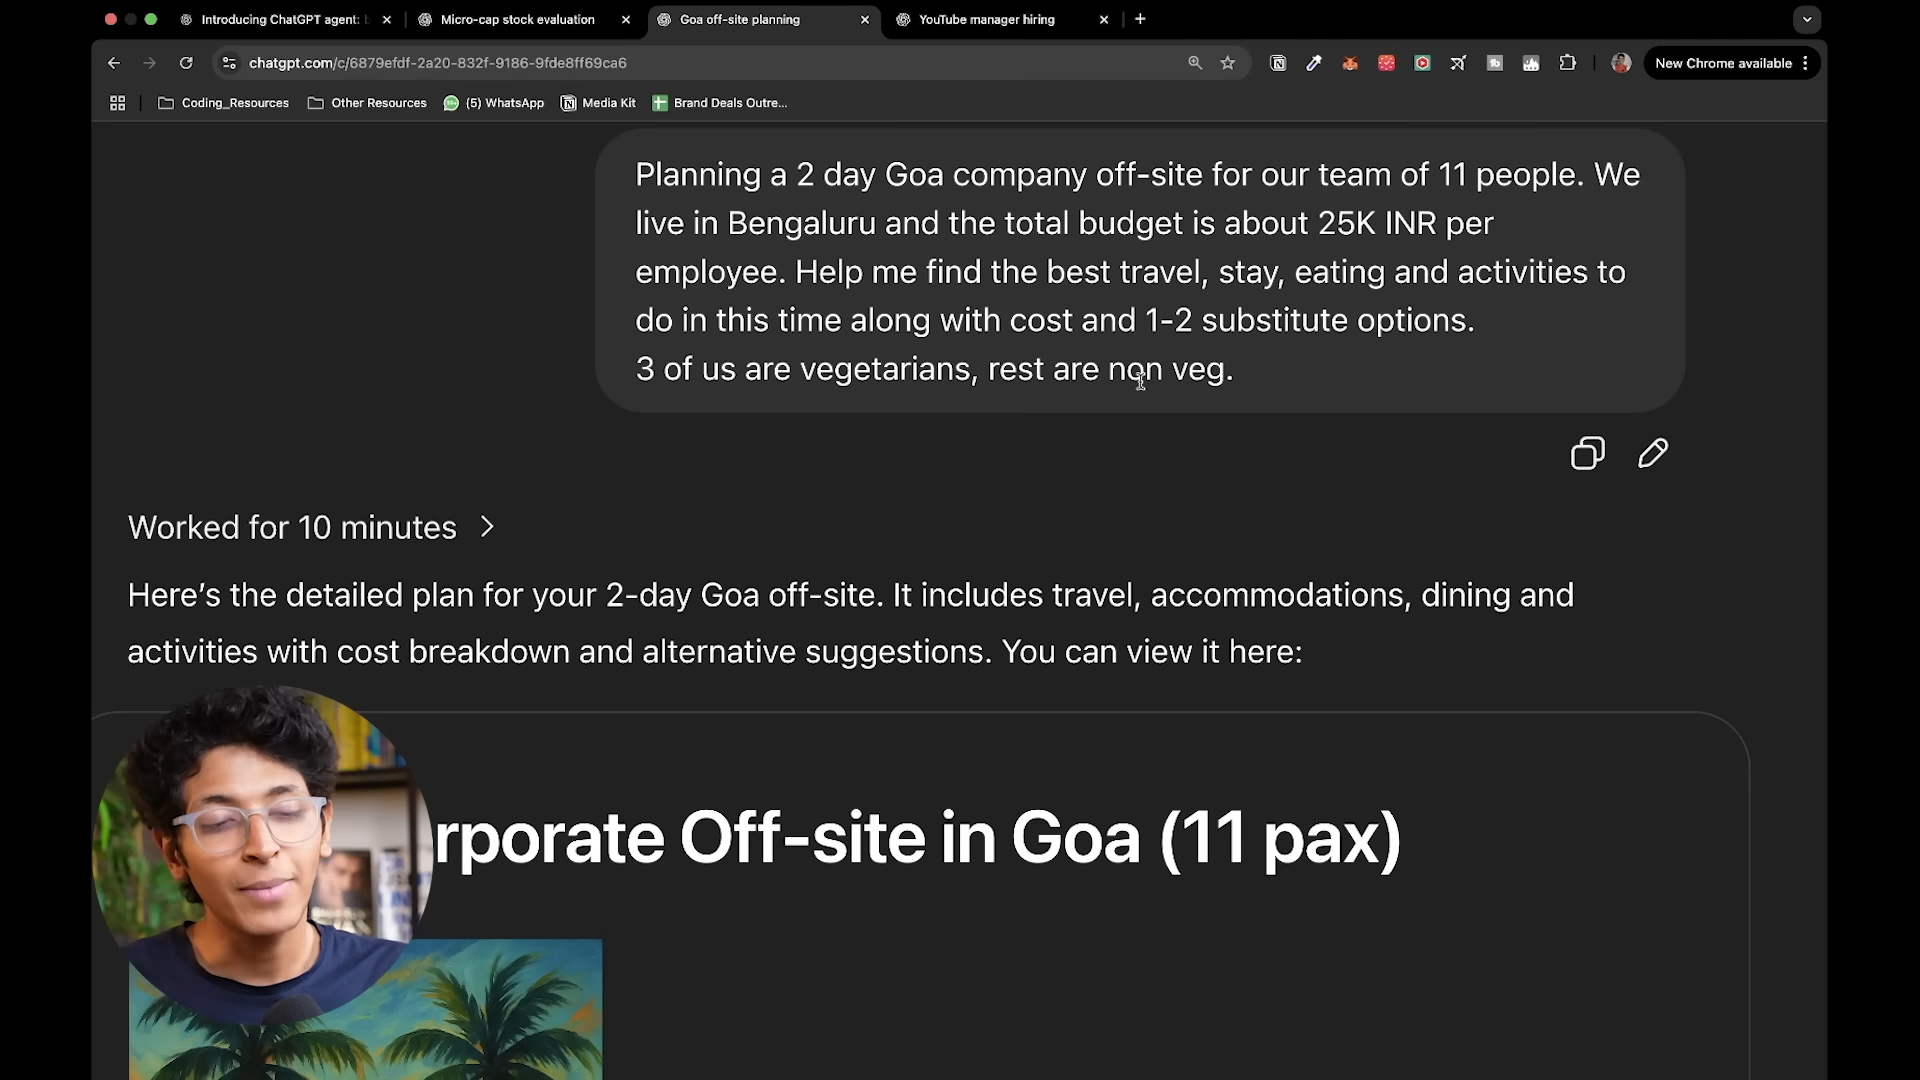 Introducing ChatGPT agent:
Micro-cap stock evaluation
Goa off-site planning
YouTube manager hiring
chatgpt.com/c/6879efdf-2a20-832f-9186-9fde8ff69ca6
New Chrome available
Coding_Resources
Other Resources
(5) WhatsApp
Media Kit
Brand Deals Outre...
Planning a 2 day Goa company off-site for our team of 11 people. We
live in Bengaluru and the total budget is about 25K INR per
employee. Help me find the best travel, stay, eating and activities to
do in this time along with cost and 1-2 substitute options.
3 of us are vegetarians, rest are non veg.
Worked for 10 minutes
Here's the detailed plan for your 2-day Goa off-site. It includes travel, accommodations, dining and
activities with cost breakdown and alternative suggestions. You can view it here:
rporate Off-site in Goa (11 pax)